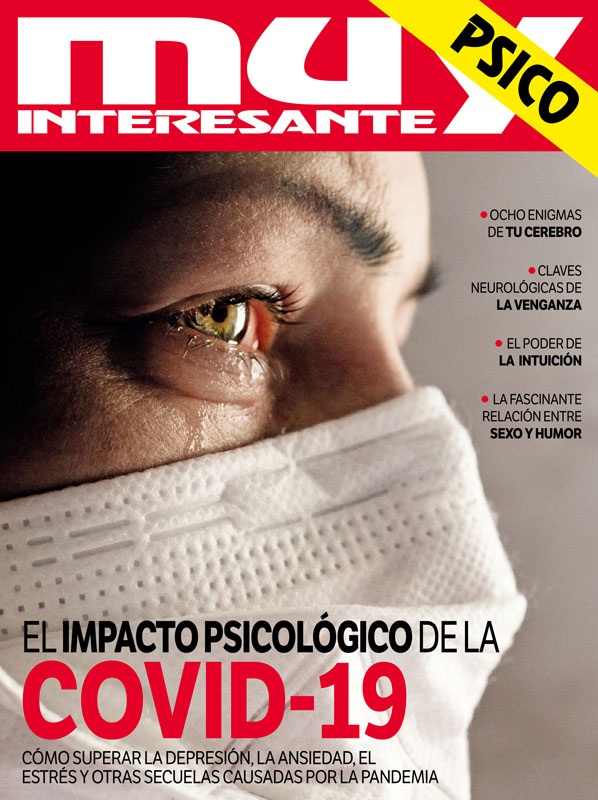 muy
INTERESANTE
PSICO
• OCHO ENIGMAS
DE TU CEREBRO
• CLAVES
NEUROLÓGICAS DE
LA VENGANZA
• EL PODER DE
LA INTUICIÓN
• LA FASCINANTE
RELACIÓN ENTRE
SEXO Y HUMOR
EL IMPACTO PSICOLÓGICO DE LA
COVID-19
CÓMO SUPERAR LA DEPRESIÓN, LA ANSIEDAD, EL
ESTRÉS Y OTRAS SECUELAS CAUSADAS POR LA PANDEMIA